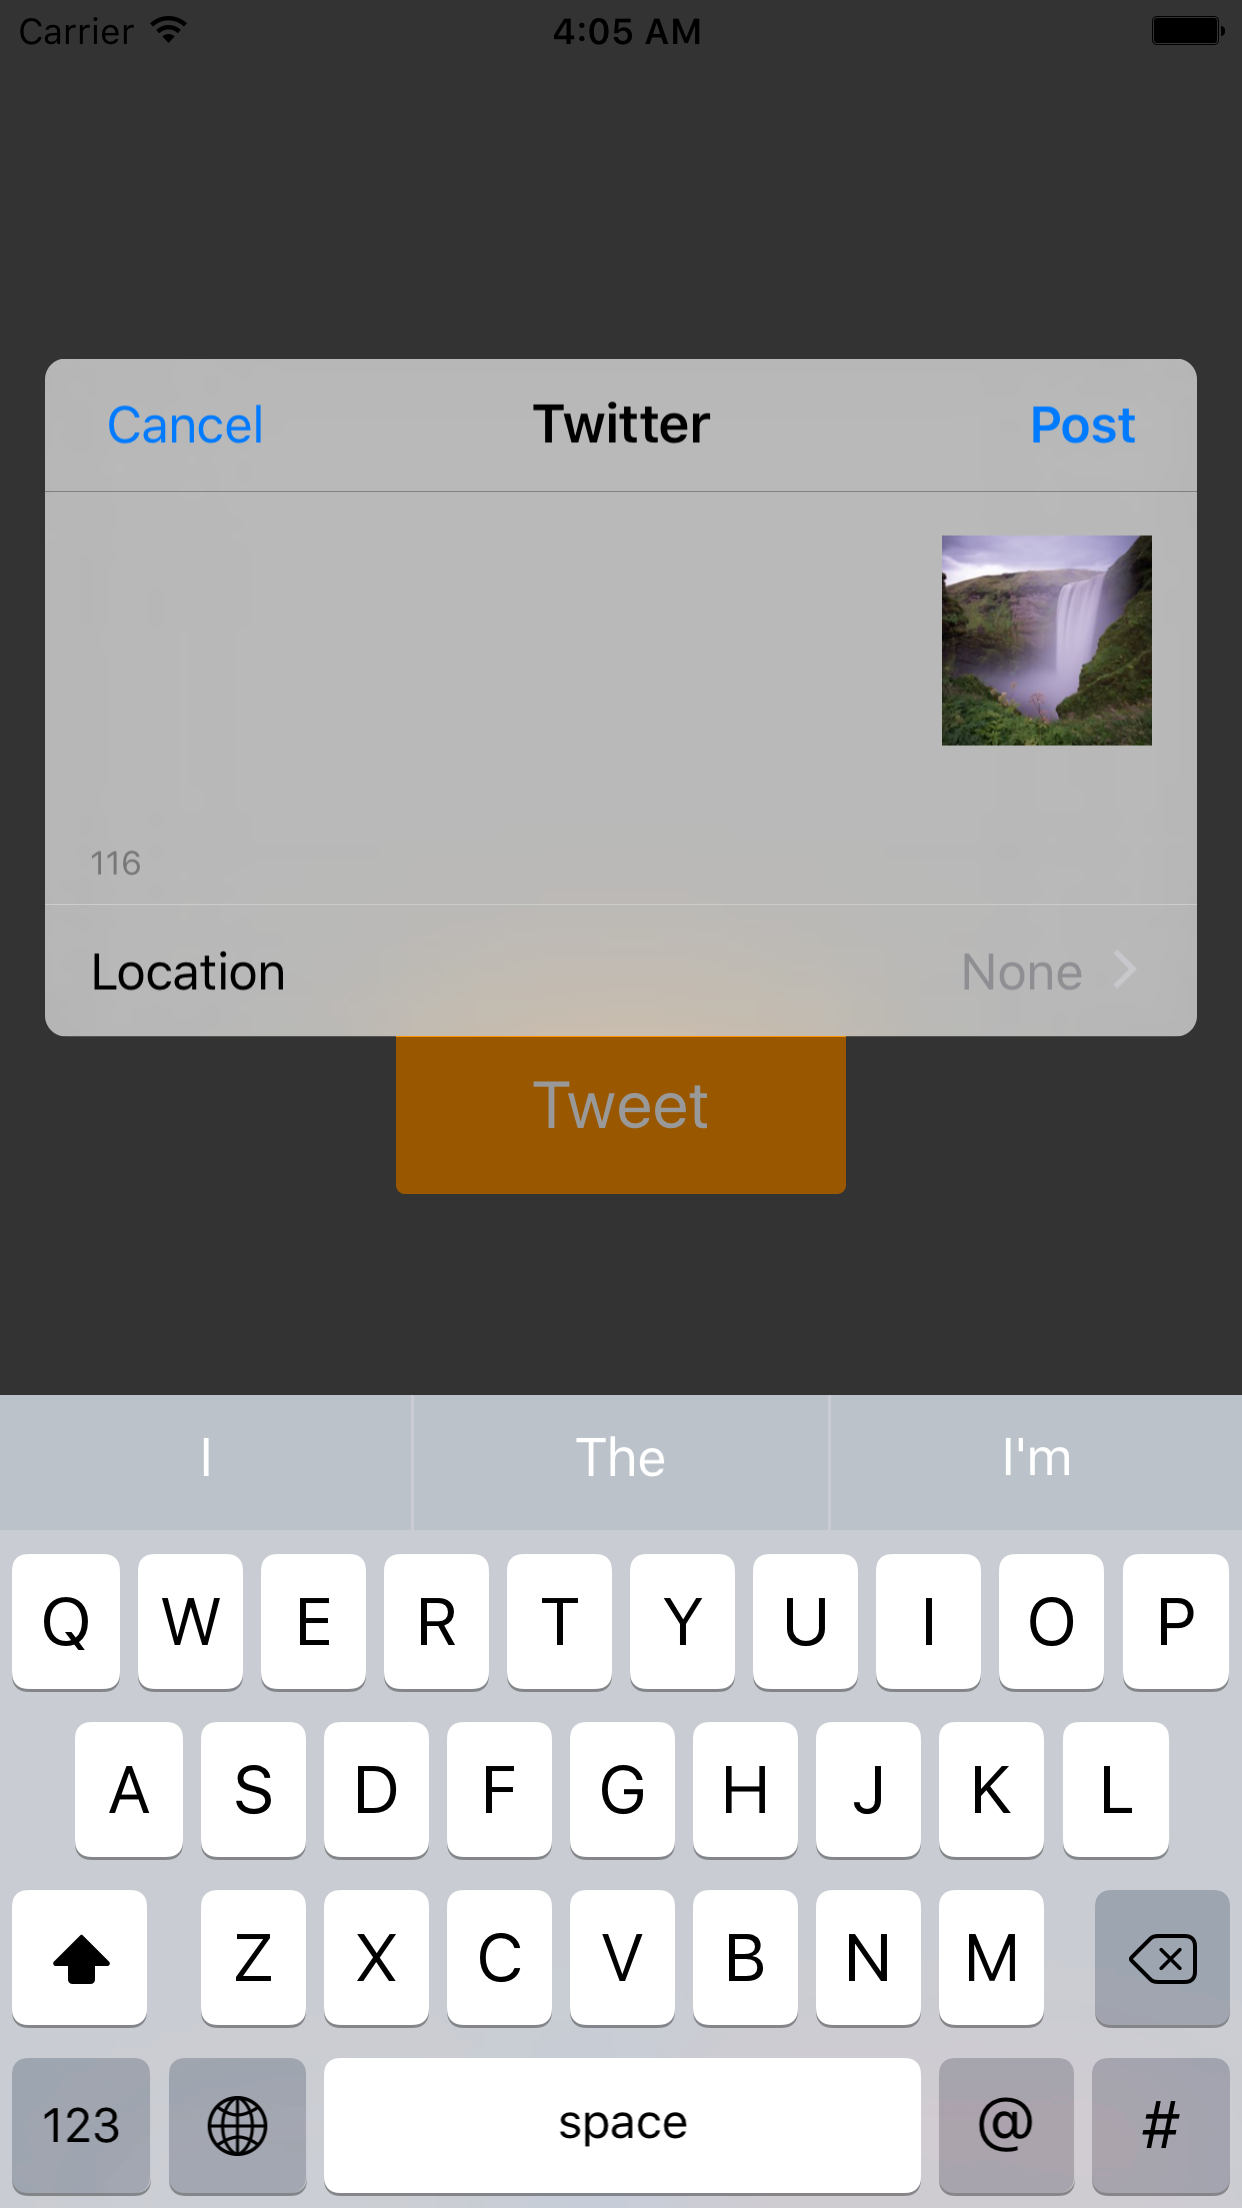 Carrier 4:05 AM
Cancel Twitter Post
116
Location None
Tweet
I The I'm
Q W E R T Y U I O P
A S D F G H J K L
Z X C V B N M
123 space @ #